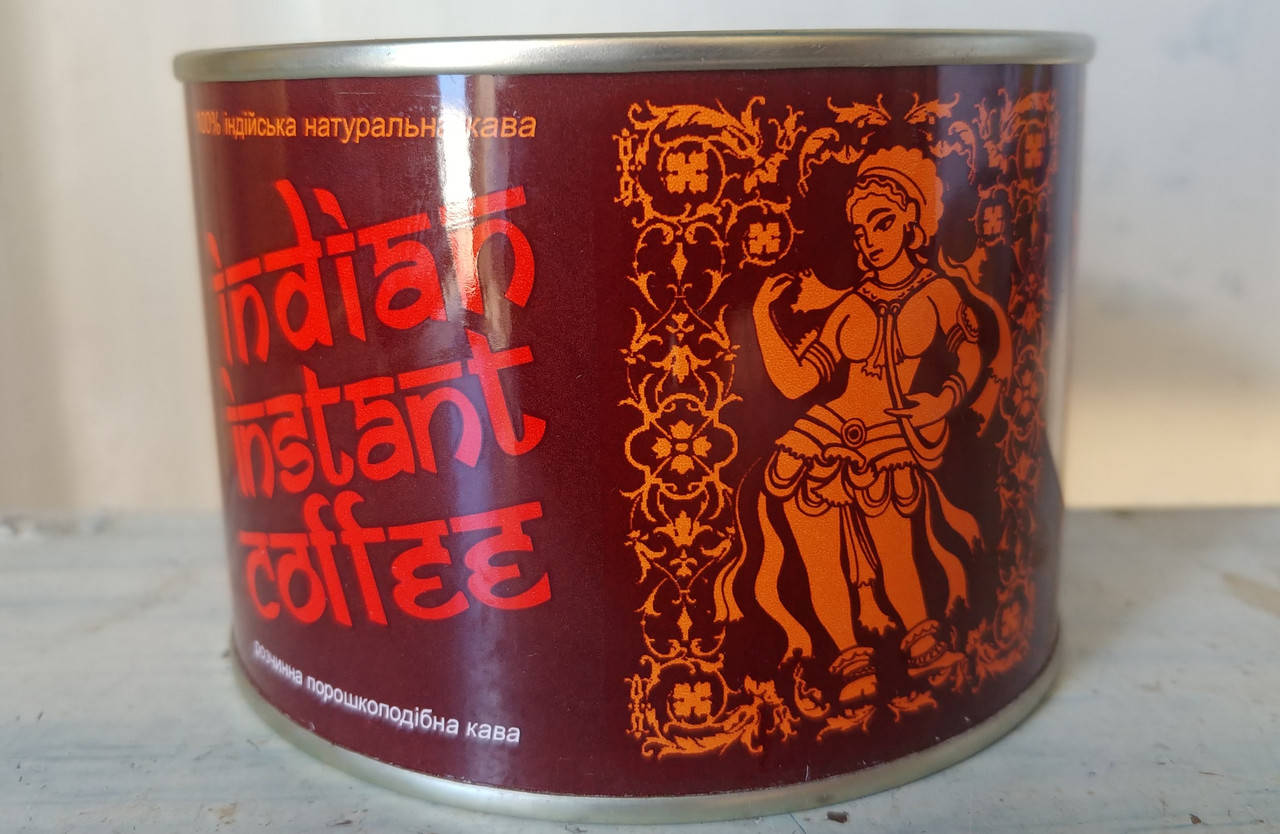 100% індійська натуральна кава
indian
instant
coffee
розчинна порошкоподібна кава